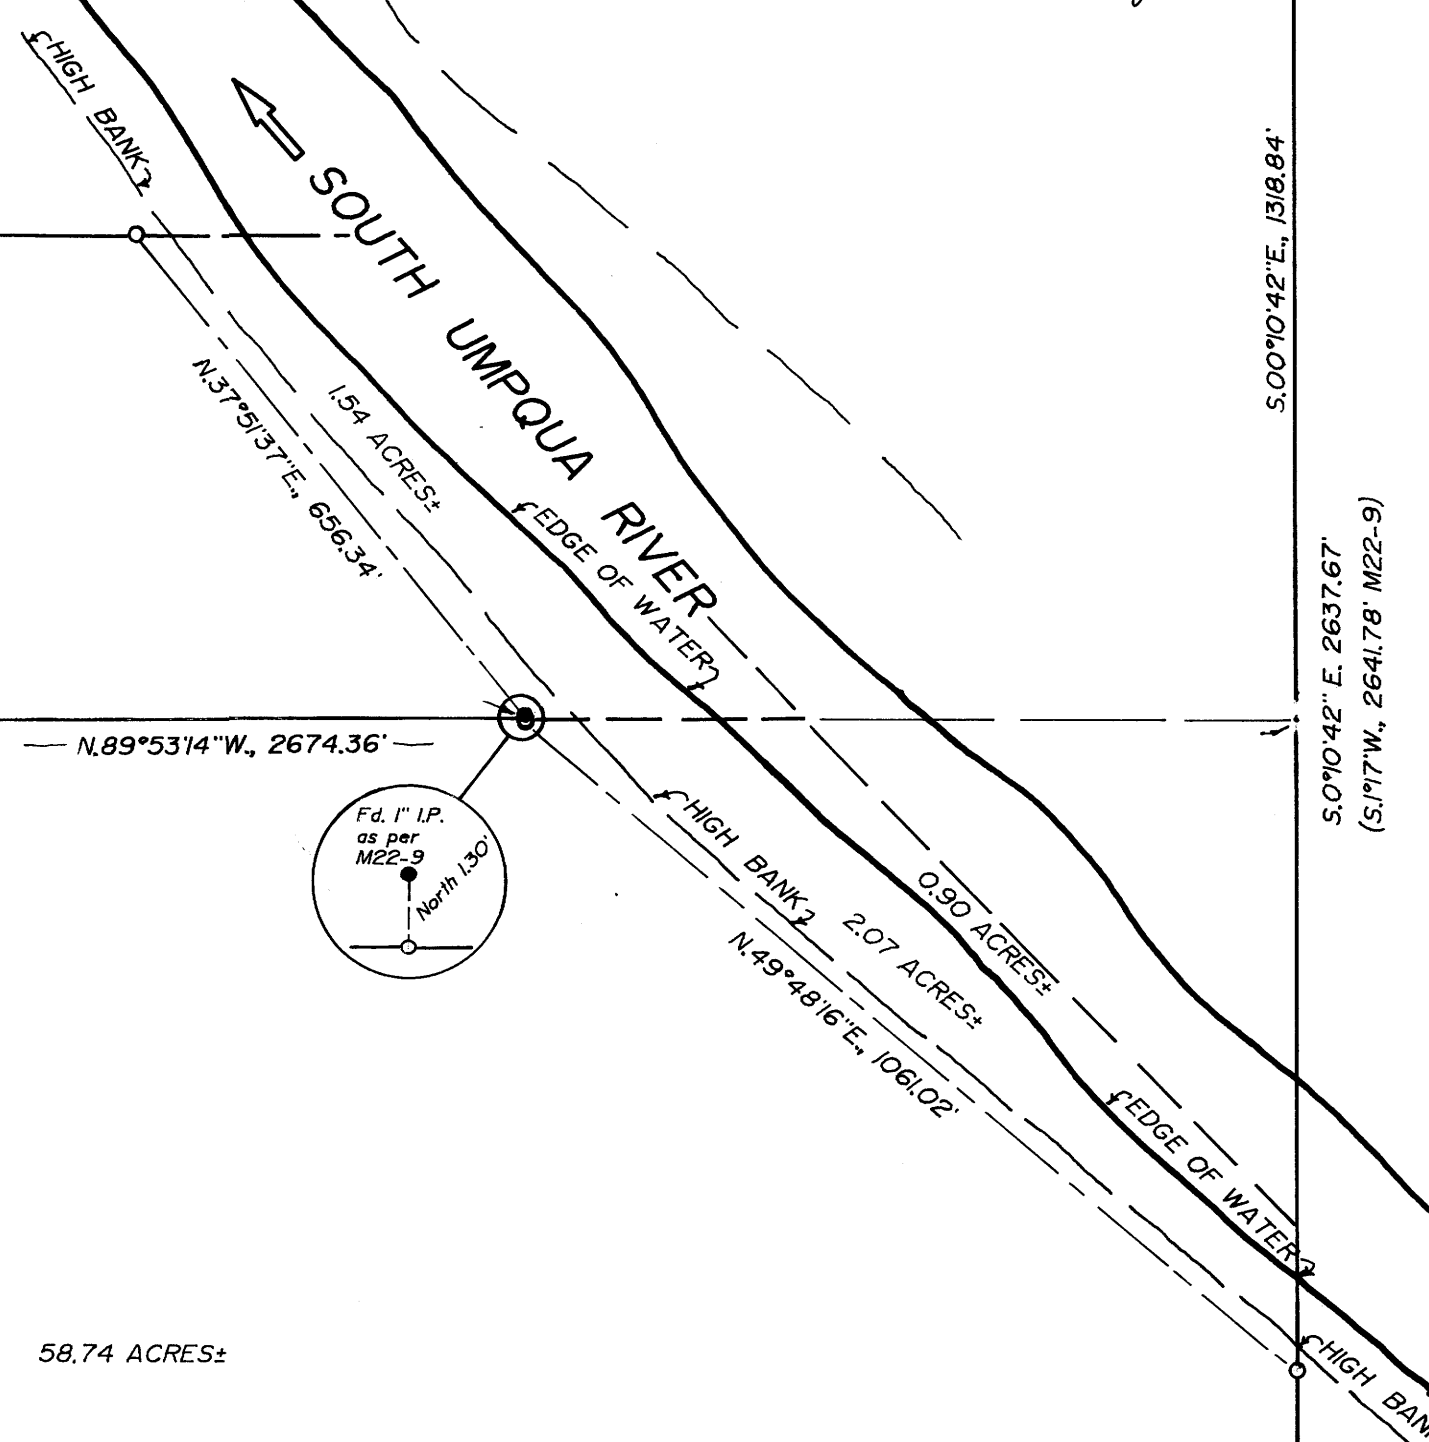 HIGH BANK
SOUTH UMPQUA RIVER
S.00°10'42"E., 1318.84'
N.37°51'37"E., 656.34'
1.54 ACRES±
EDGE OF WATER
S.0°10'42" E. 2637.67'
(S.1°17'W., 2641.78' M22-9)
N.89°53'14"W., 2674.36'
Fd. 1" I.P.
as per
M22-9
North 1.30'
HIGH BANK
0.90 ACRES±
2.07 ACRES±
N.49°48'16"E., 1061.02'
EDGE OF WATER
58.74 ACRES±
HIGH BAN